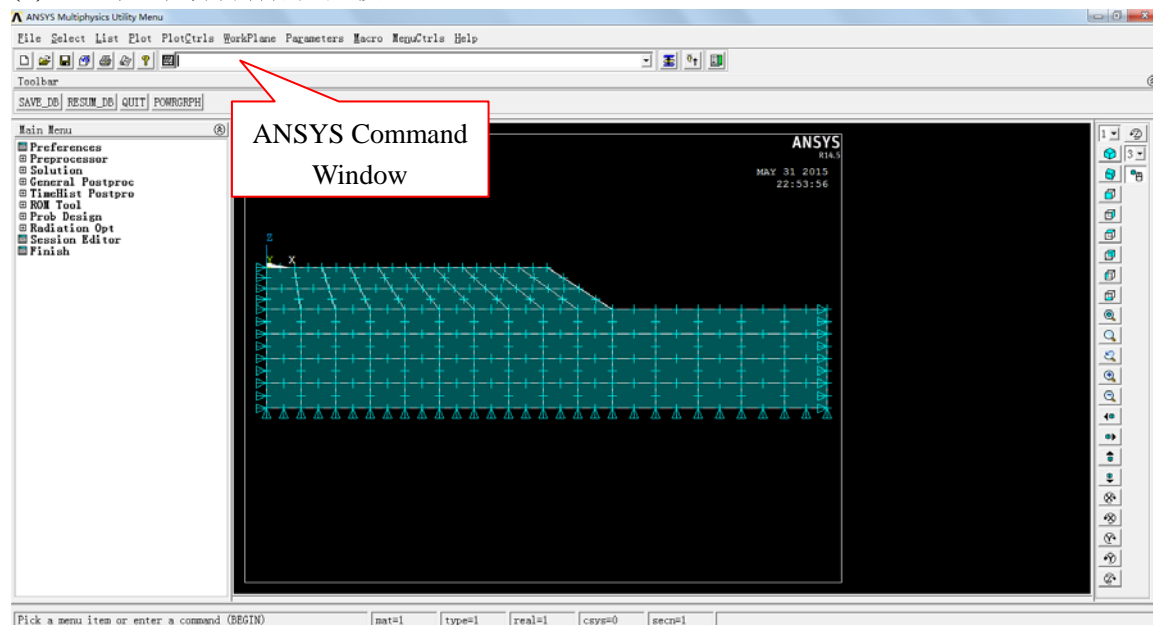 ANSYS Multiphysics Utility Menu
File Select List Plot PlotCtrls WorkPlane Parameters Macro MenuCtrls Help
Toolbar
SAVE_DB RESUM_DB QUIT POWRGRPH
ANSYS Command
Window
Main Menu
Preferences
Preprocessor
Solution
General Postproc
TimeHist Postpro
ROM Tool
Prob Design
Radiation Opt
Session Editor
Finish
ANSYS
R14.5
MAY 31 2015
22:53:56
Z
Y X
1
3
Pick a menu item or enter a command (BEGIN) mat=1 type=1 real=1 csys=0 secn=1